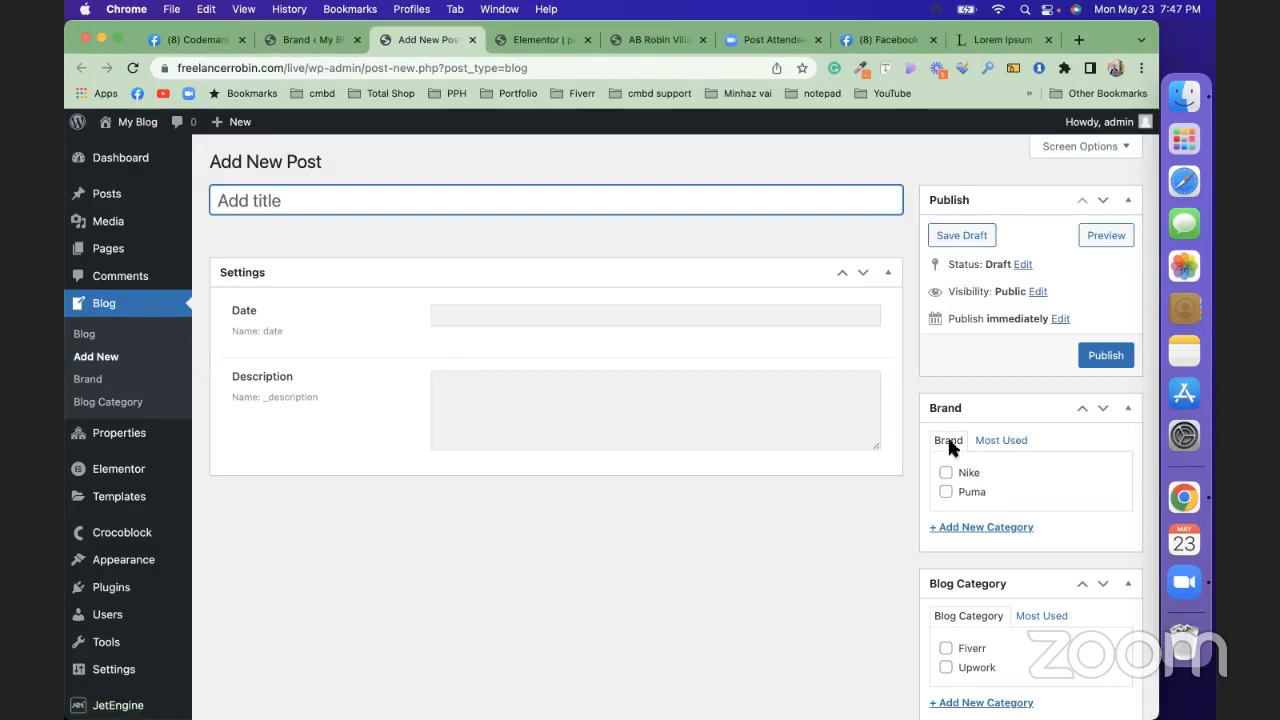 Chrome File Edit View History Bookmarks Profiles Tab Window Help Mon May 23 7:47 PM
(8) Codeman Brand ‹ My Bl Add New Post Elementor | p AB Robin Villa Post Attende (8) Facebook Lorem Ipsum
freelancerrobin.com/live/wp-admin/post-new.php?post_type=blog
Apps Bookmarks cmbd Total Shop PPH Portfolio Fiverr cmbd support Minhaz vai notepad YouTube » Other Bookmarks
My Blog 0 + New Howdy, admin
Screen Options
Dashboard
Posts
Media
Pages
Comments
Blog
Blog
Add New
Brand
Blog Category
Properties
Elementor
Templates
Crocoblock
Appearance
Plugins
Users
Tools
Settings
JetEngine
Add New Post
Add title
Settings
Date
Name: date
Description
Name: _description
Publish
Save Draft Preview
Status: Draft Edit
Visibility: Public Edit
Publish immediately Edit
Publish
Brand
Brand Most Used
Nike
Puma
+ Add New Category
Blog Category
Blog Category Most Used
Fiverr
Upwork
+ Add New Category
MAY
23
zoom